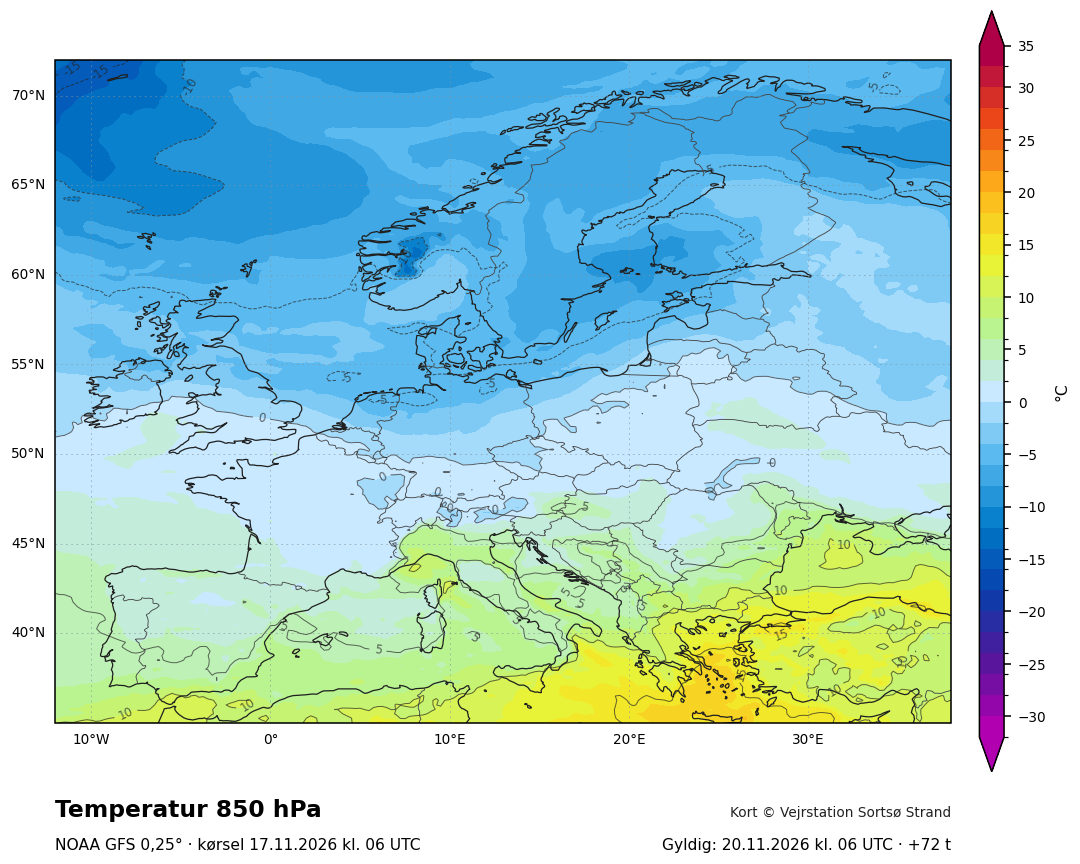 70°N
65°N
60°N
55°N
50°N
45°N
40°N
10°W
0°
10°E
20°E
30°E
35
30
25
20
15
10
5
0
−5
−10
−15
−20
−25
−30
°C
Temperatur 850 hPa
Kort © Vejrstation Sortsø Strand
NOAA GFS 0,25° · kørsel 17.11.2026 kl. 06 UTC
Gyldig: 20.11.2026 kl. 06 UTC · +72 t